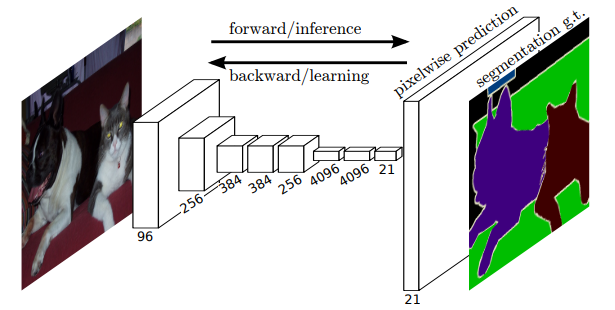 forward/inference
backward/learning
pixelwise prediction
segmentation g.t.
96
256
384
384
256
4096
4096
21
21